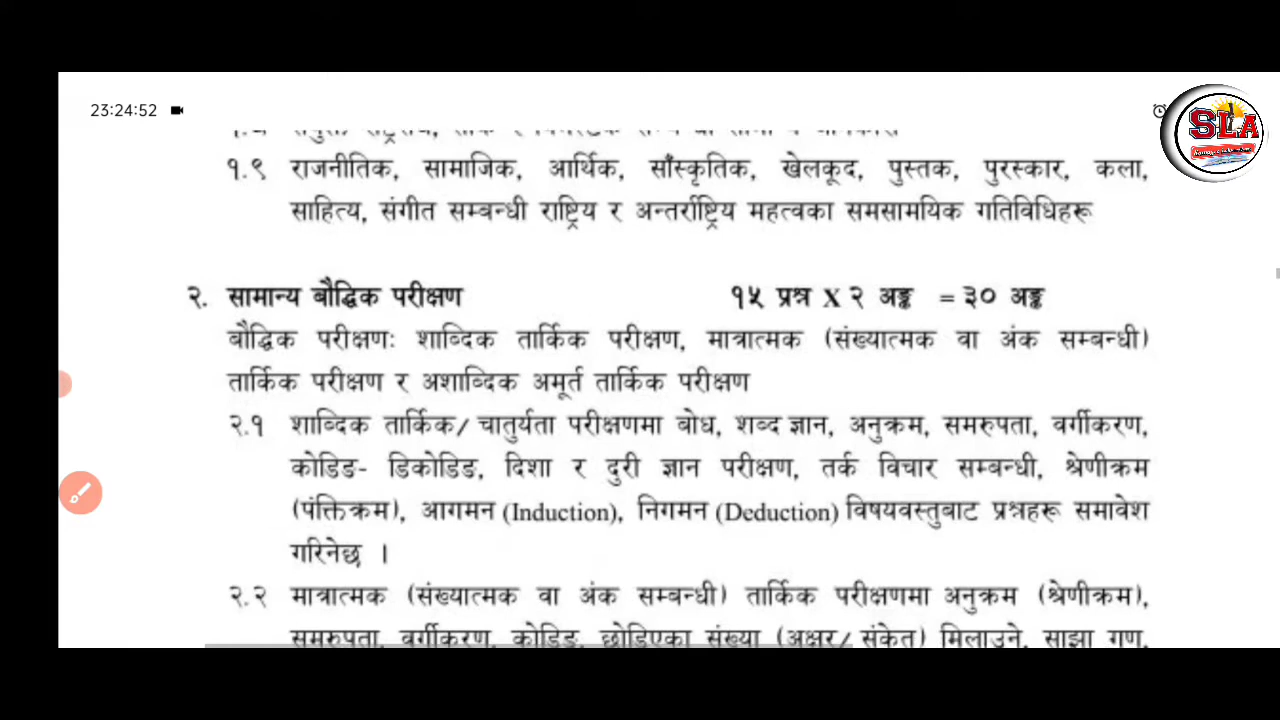 23:24:52
SLA
१.९ राजनीतिक, सामाजिक, आर्थिक, साँस्कृतिक, खेलकूद, पुस्तक, पुरस्कार, कला,
साहित्य, संगीत सम्बन्धी राष्ट्रिय र अन्तर्राष्ट्रिय महत्वका समसामयिक गतिविधिहरू
२. सामान्य बौद्धिक परीक्षण १५ प्रश्न X २ अङ्क = ३० अङ्क
बौद्धिक परीक्षणः शाब्दिक तार्किक परीक्षण, मात्रात्मक (संख्यात्मक वा अंक सम्बन्धी)
तार्किक परीक्षण र अशाब्दिक अमूर्त तार्किक परीक्षण
२.१ शाब्दिक तार्किक/ चातुर्यता परीक्षणमा बोध, शब्द ज्ञान, अनुक्रम, समरुपता, वर्गीकरण,
कोडिङ- डिकोडिङ, दिशा र दुरी ज्ञान परीक्षण, तर्क विचार सम्बन्धी, श्रेणीक्रम
(पंक्तिक्रम), आगमन (Induction), निगमन (Deduction) विषयवस्तुबाट प्रश्नहरू समावेश
गरिनेछ ।
२.२ मात्रात्मक (संख्यात्मक वा अंक सम्बन्धी) तार्किक परीक्षणमा अनुक्रम (श्रेणीक्रम),
समरुपता, वर्गीकरण, कोडिङ, छोडिएका संख्या (अक्षर/ संकेत) मिलाउने, साझा गुण,